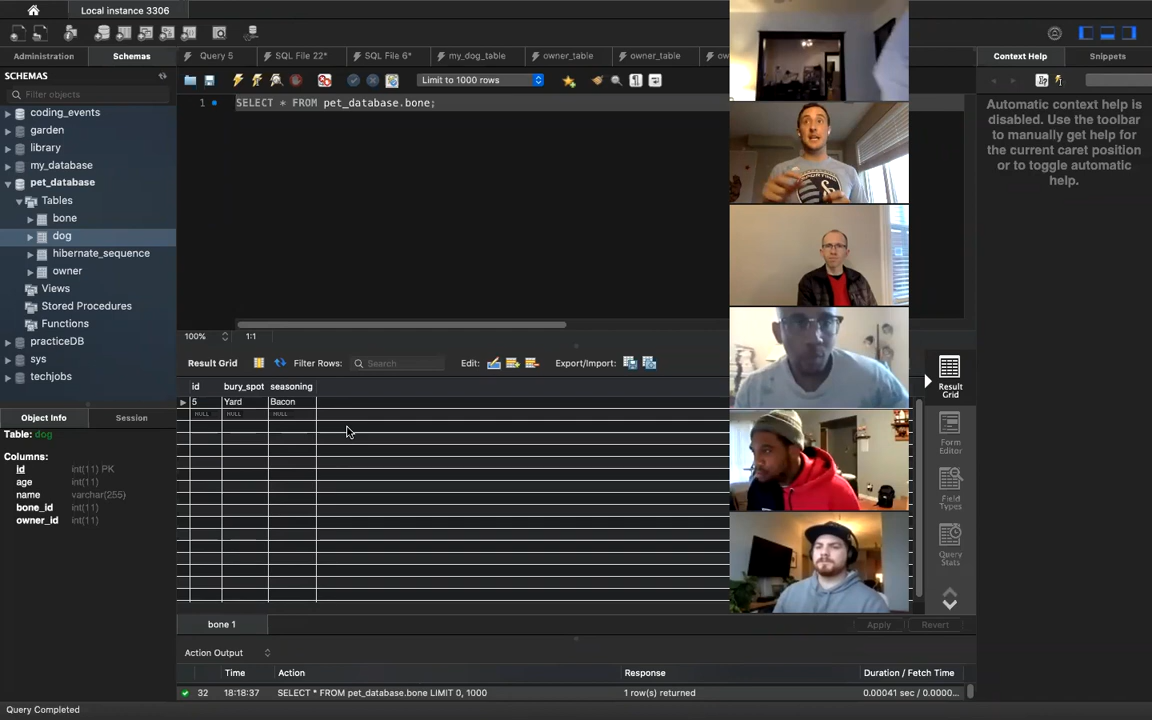 Local instance 3306
Administration Schemas
Query 5 SQL File 22* SQL File 6* my_dog_table owner_table owner_table
Context Help Snippets
SCHEMAS
Filter objects
Limit to 1000 rows
coding_events
garden
library
my_database
pet_database
Tables
bone
dog
hibernate_sequence
owner
Views
Stored Procedures
Functions
practiceDB
sys
techjobs
1 SELECT * FROM pet_database.bone;
Automatic context help is
disabled. Use the toolbar
to manually get help for
the current caret position
or to toggle automatic
help.
100% 1:1
Result Grid Filter Rows: Search Edit: Export/Import:
id bury_spot seasoning
5 Yard Bacon
NULL NULL NULL
Result
Grid
Form
Editor
Field
Types
Query
Stats
Object Info Session
Table: dog
Columns:
id int(11) PK
age int(11)
name varchar(255)
bone_id int(11)
owner_id int(11)
bone 1
Apply Revert
Action Output
Time Action Response Duration / Fetch Time
32 18:18:37 SELECT * FROM pet_database.bone LIMIT 0, 1000 1 row(s) returned 0.00041 sec / 0.0000...
Query Completed